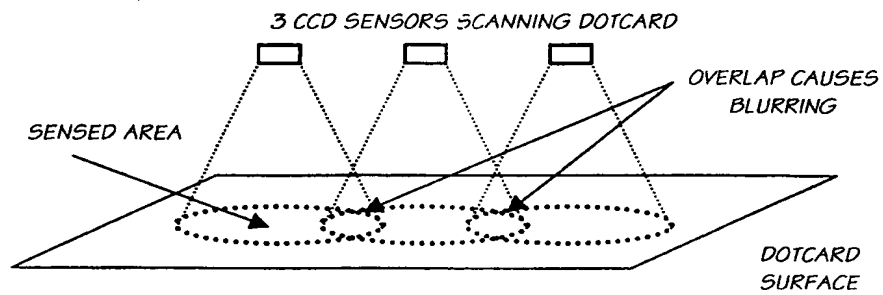 3 CCD SENSORS SCANNING DOTCARD
OVERLAP CAUSES
BLURRING
SENSED AREA
DOTCARD
SURFACE